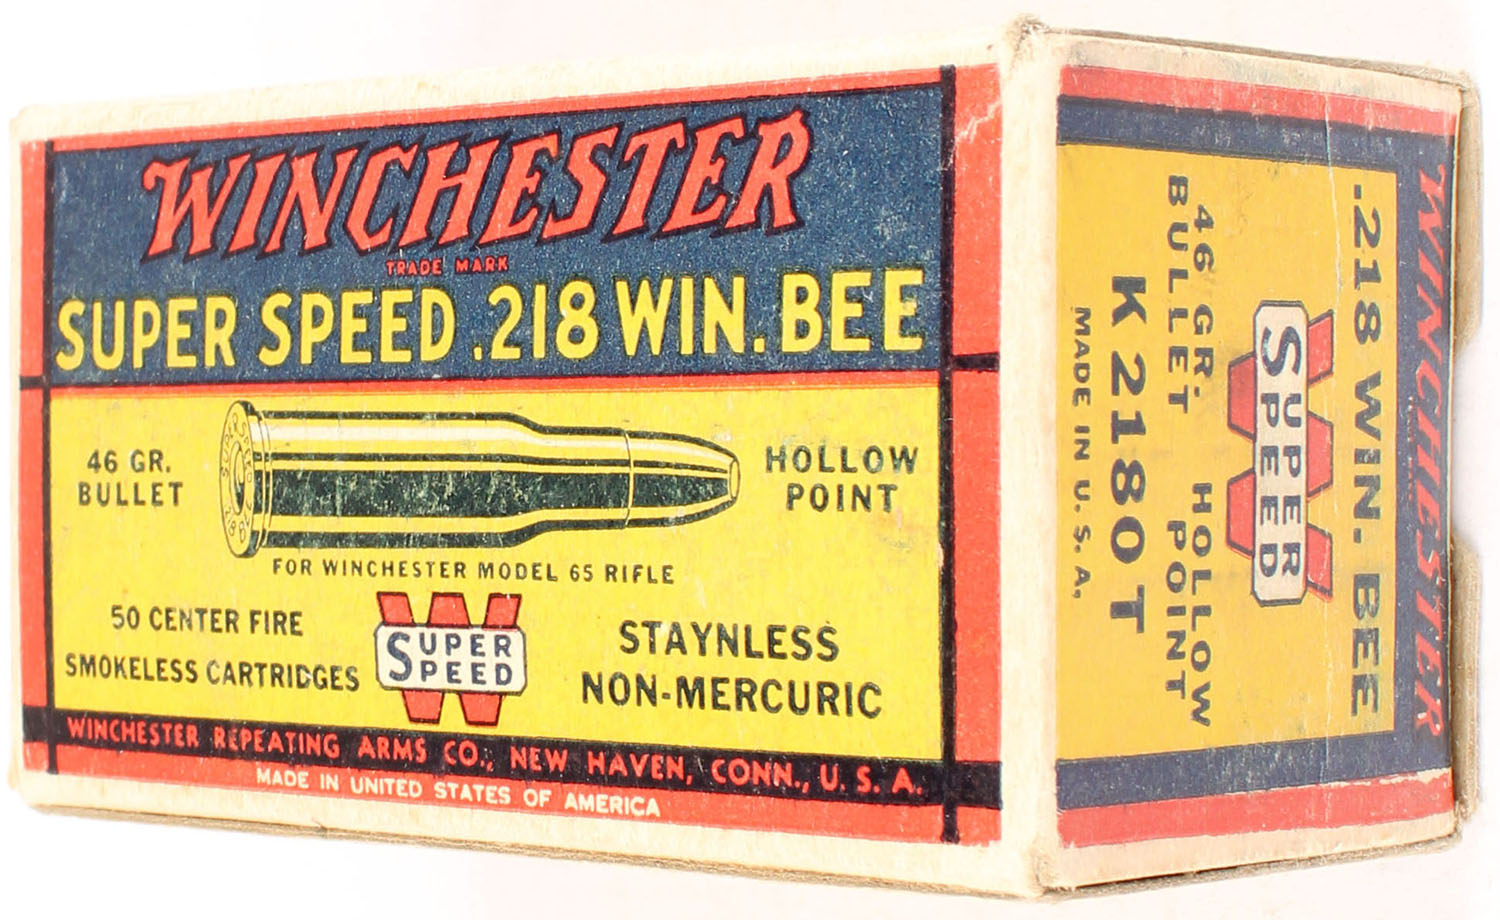 WINCHESTER
TRADE MARK
SUPER SPEED .218 WIN. BEE
46 GR.
BULLET
HOLLOW
POINT
FOR WINCHESTER MODEL 65 RIFLE
50 CENTER FIRE
SMOKELESS CARTRIDGES
W
SUPER
SPEED
STAYNLESS
NON-MERCURIC
WINCHESTER REPEATING ARMS CO., NEW HAVEN, CONN., U. S. A.
MADE IN UNITED STATES OF AMERICA
WINCHESTER
.218 WIN. BEE
W
SUPER
SPEED
46 GR.
BULLET
HOLLOW
POINT
K 2180 T
MADE IN U. S. A.